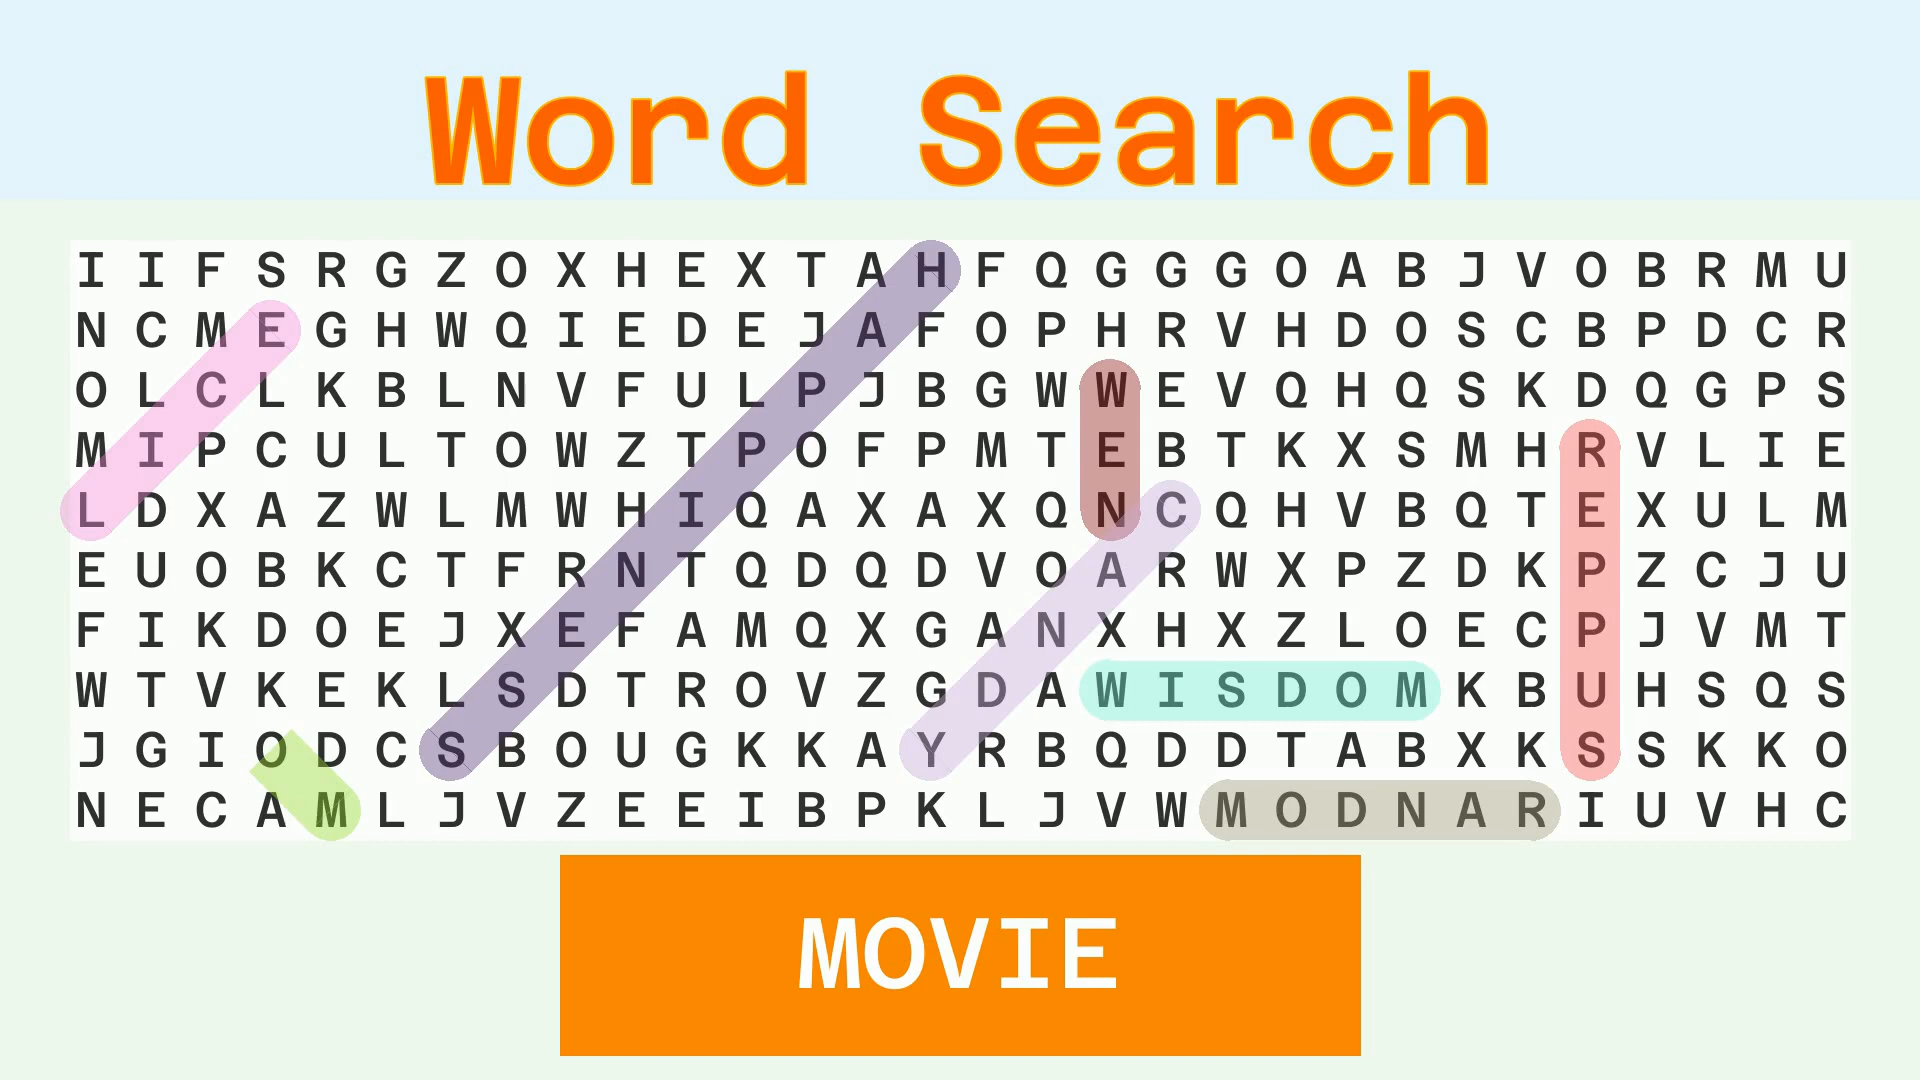 Word Search
I I F S R G Z O X H E X T A H F Q G G G O A B J V O B R M U
N C M E G H W Q I E D E J A F O P H R V H D O S C B P D C R
O L C L K B L N V F U L P J B G W W E V Q H Q S K D Q G P S
M I P C U L T O W Z T P O F P M T E B T K X S M H R V L I E
L D X A Z W L M W H I Q A X A X Q N C Q H V B Q T E X U L M
E U O B K C T F R N T Q D Q D V O A R W X P Z D K P Z C J U
F I K D O E J X E F A M Q X G A N X H X Z L O E C P J V M T
W T V K E K L S D T R O V Z G D A W I S D O M K B U H S Q S
J G I O D C S B O U G K K A Y R B Q D D T A B X K S S K K O
N E C A M L J V Z E E I B P K L J V W M O D N A R I U V H C
MOVIE